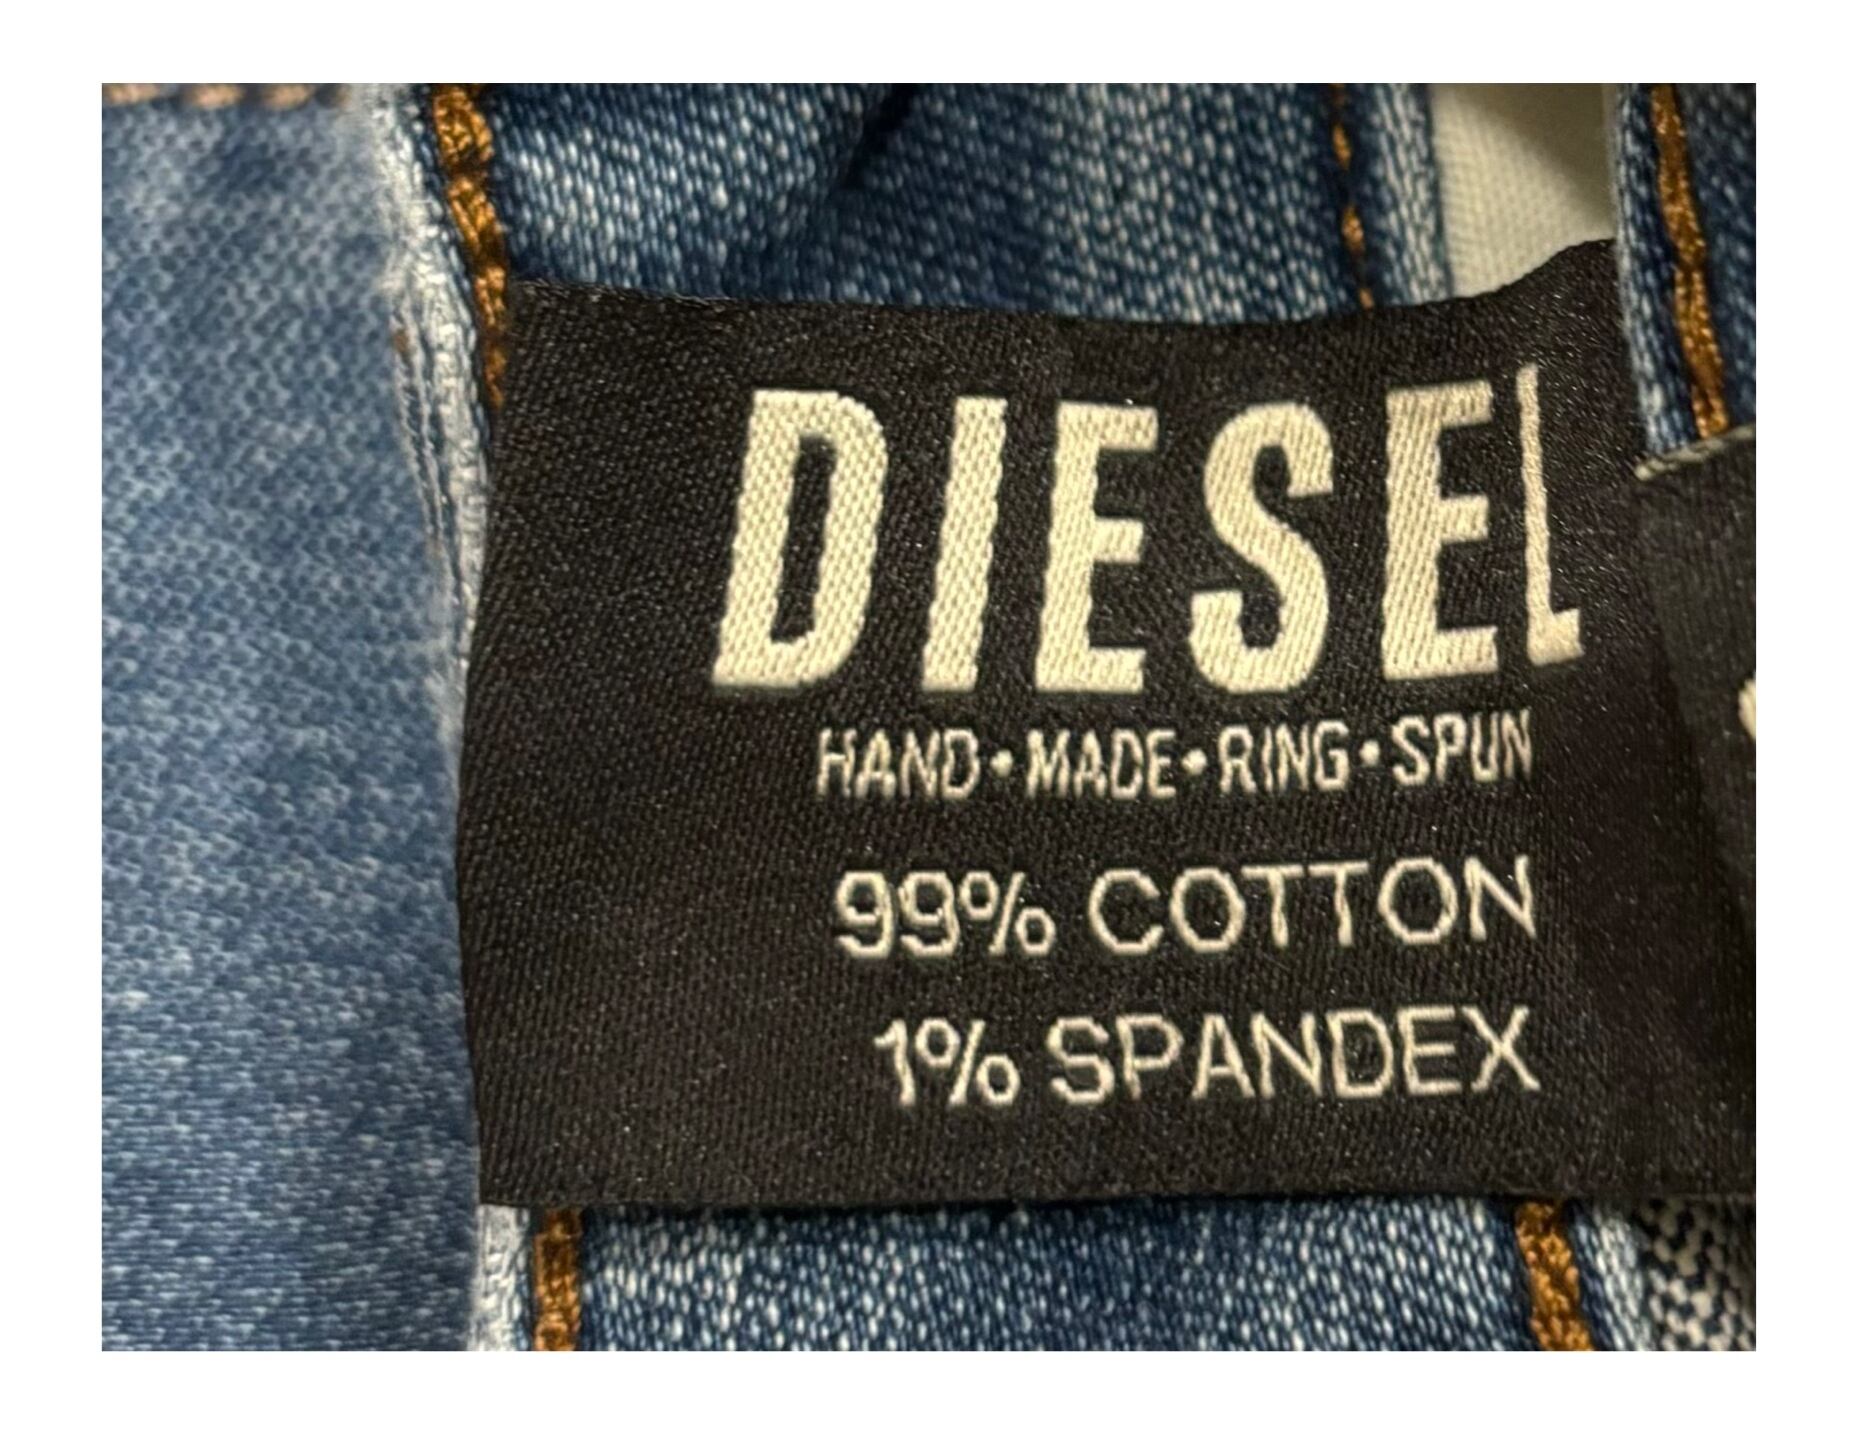 DIESEL
HAND•MADE•RING•SPUN
99% COTTON
1% SPANDEX